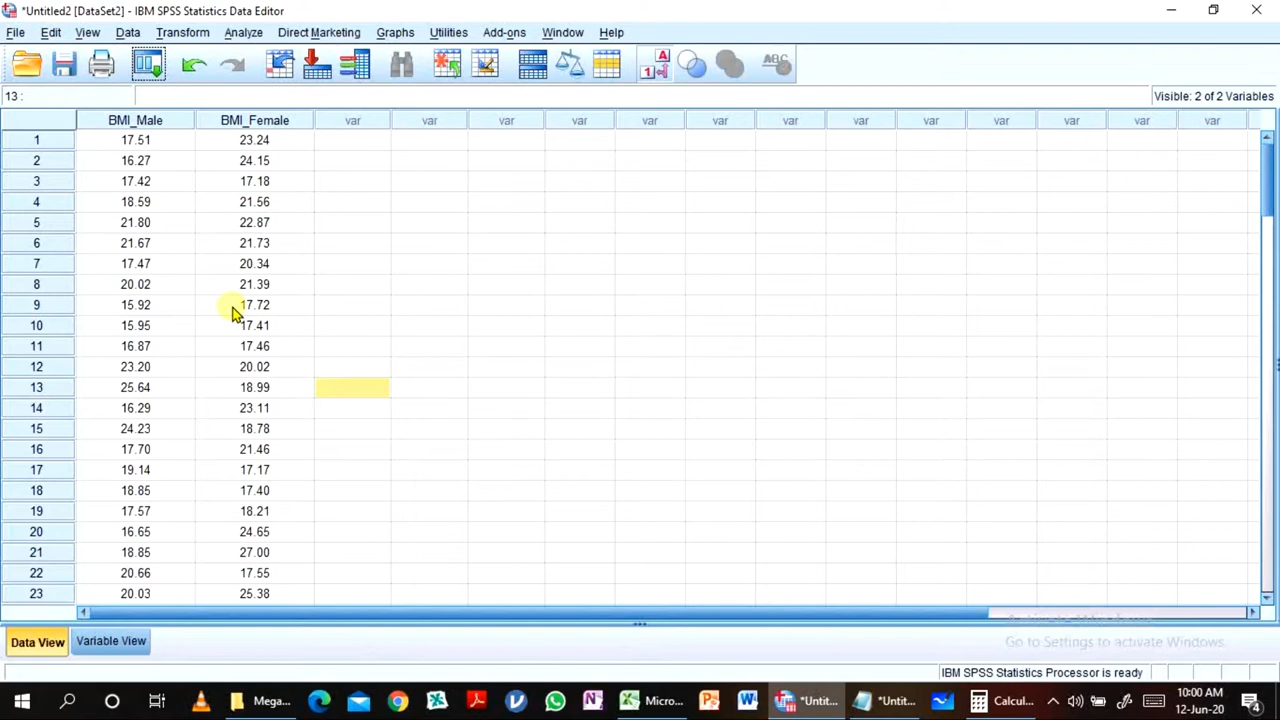 *Untitled2 [DataSet2] - IBM SPSS Statistics Data Editor
File Edit View Data Transform Analyze Direct Marketing Graphs Utilities Add-ons Window Help
A
1 ABC
13 : Visible: 2 of 2 Variables
BMI_Male BMI_Female var var var var var var var var var var var var
1 17.51 23.24
2 16.27 24.15
3 17.42 17.18
4 18.59 21.56
5 21.80 22.87
6 21.67 21.73
7 17.47 20.34
8 20.02 21.39
9 15.92 17.72
10 15.95 17.41
11 16.87 17.46
12 23.20 20.02
13 25.64 18.99
14 16.29 23.11
15 24.23 18.78
16 17.70 21.46
17 19.14 17.17
18 18.85 17.40
19 17.57 18.21
20 16.65 24.65
21 18.85 27.00
22 20.66 17.55
23 20.03 25.38
Data View Variable View
Go to Settings to activate Windows.
IBM SPSS Statistics Processor is ready
Mega... Micro... *Untit... *Untit... Calcul... 10:00 AM
12-Jun-20 4